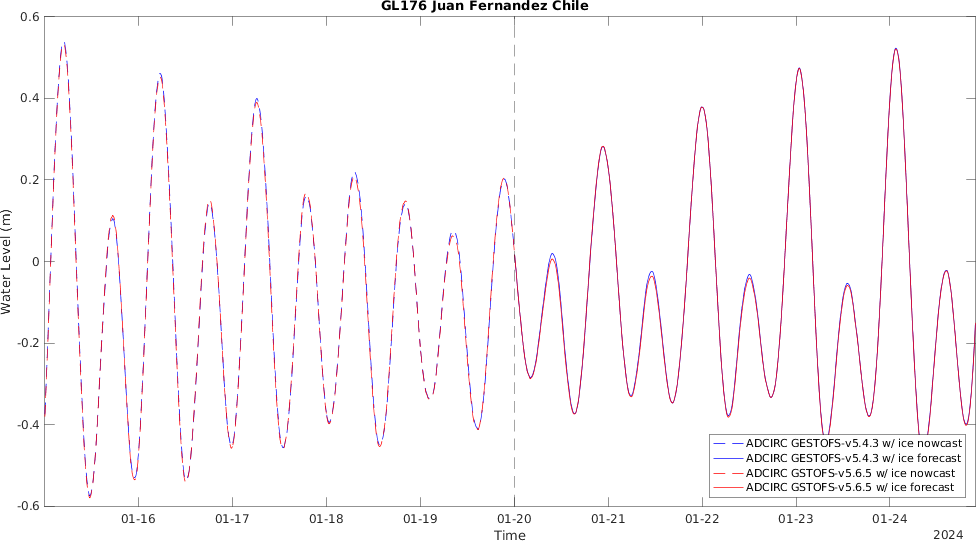 GL176 Juan Fernandez Chile
0.6
0.4
0.2
0
-0.2
-0.4
-0.6
Water Level (m)
ADCIRC GESTOFS-v5.4.3 w/ ice nowcast
ADCIRC GESTOFS-v5.4.3 w/ ice forecast
ADCIRC GSTOFS-v5.6.5 w/ ice nowcast
ADCIRC GSTOFS-v5.6.5 w/ ice forecast
01-16 01-17 01-18 01-19 01-20 01-21 01-22 01-23 01-24
Time
2024